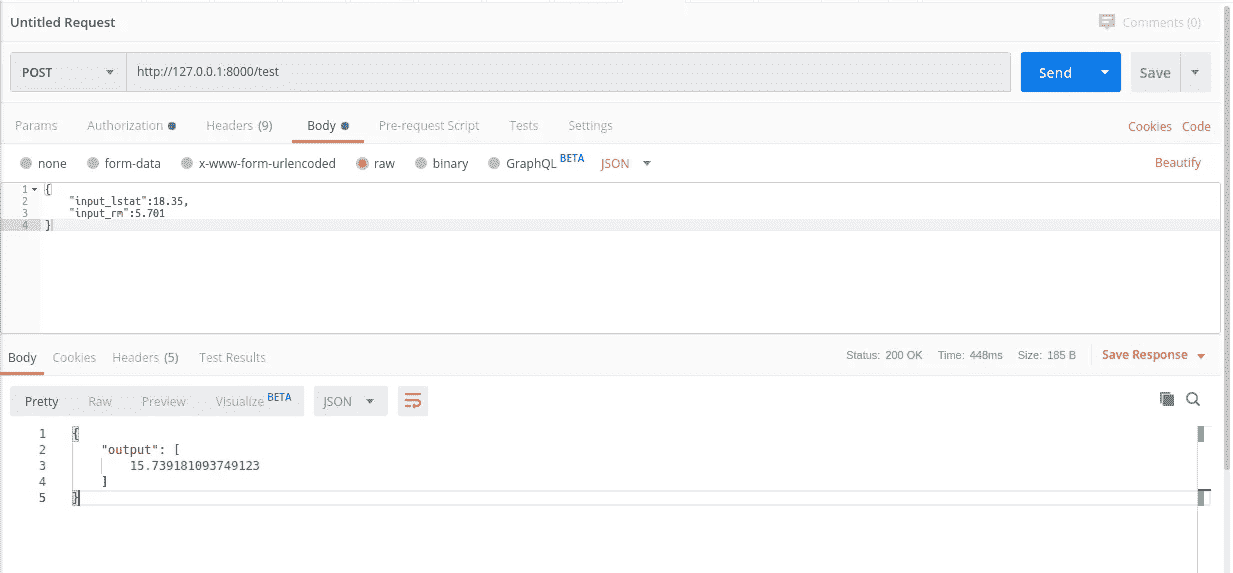 Untitled Request
Comments (0)
POST http://127.0.0.1:8000/test Send Save
Params Authorization Headers (9) Body Pre-request Script Tests Settings Cookies Code
none form-data x-www-form-urlencoded raw binary GraphQL BETA JSON Beautify
1 {
2 "input_lstat":18.35,
3 "input_rm":5.701
4 }
Body Cookies Headers (5) Test Results Status: 200 OK Time: 448ms Size: 185 B Save Response
Pretty Raw Preview Visualize BETA JSON
1 {
2 "output": [
3 15.739181093749123
4 ]
5 }